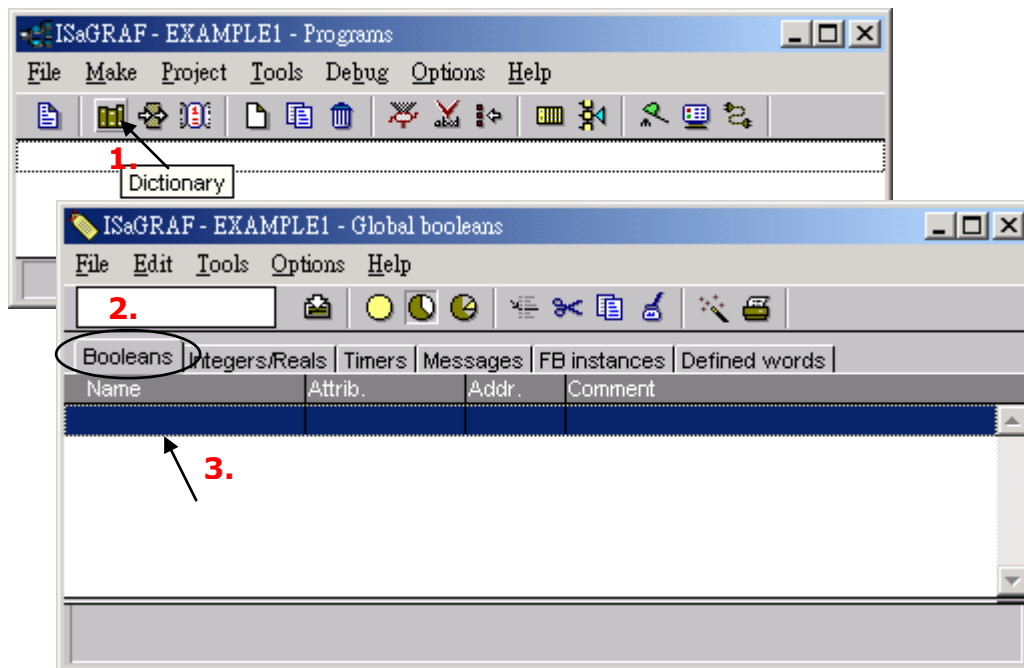 ISaGRAF - EXAMPLE1 - Programs
File Make Project Tools Debug Options Help
1.
Dictionary
ISaGRAF - EXAMPLE1 - Global booleans
File Edit Tools Options Help
2.
Booleans Integers/Reals Timers Messages FB instances Defined words
Name Attrib. Addr. Comment
3.